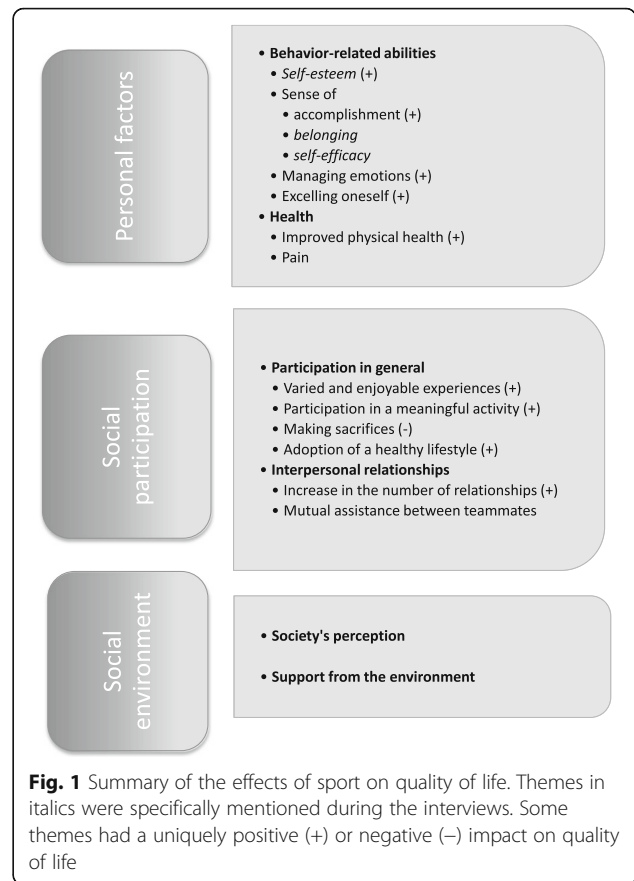 Personal factors
• Behavior-related abilities
• Self-esteem (+)
• Sense of
• accomplishment (+)
• belonging
• self-efficacy
• Managing emotions (+)
• Excelling oneself (+)
• Health
• Improved physical health (+)
• Pain
Social
participation
• Participation in general
• Varied and enjoyable experiences (+)
• Participation in a meaningful activity (+)
• Making sacrifices (-)
• Adoption of a healthy lifestyle (+)
• Interpersonal relationships
• Increase in the number of relationships (+)
• Mutual assistance between teammates
Social
environment
• Society's perception
• Support from the environment
Fig. 1 Summary of the effects of sport on quality of life. Themes in
italics were specifically mentioned during the interviews. Some
themes had a uniquely positive (+) or negative (−) impact on quality
of life